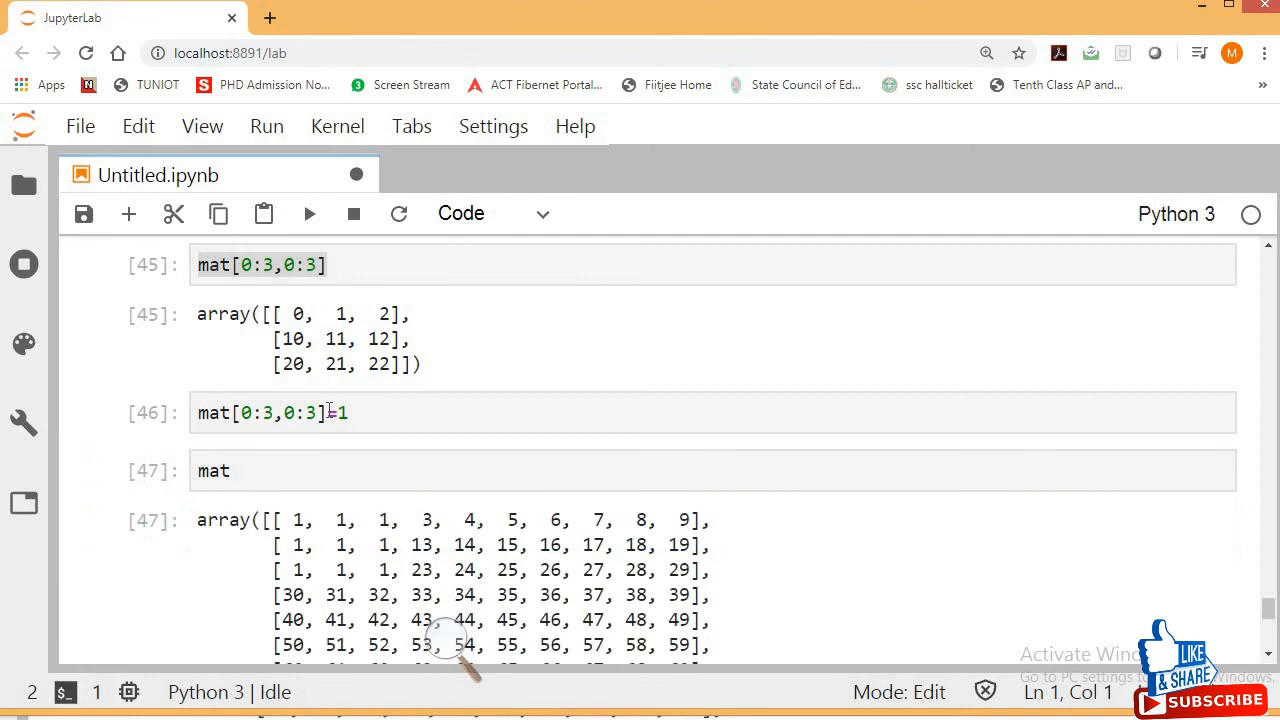 JupyterLab
localhost:8891/lab
M
Apps
N
TUNIOT
S PHD Admission No...
3 Screen Stream
ACT Fibernet Portal...
Fiitjee Home
State Council of Ed...
ssc hallticket
Tenth Class AP and...
»
File Edit View Run Kernel Tabs Settings Help
Untitled.ipynb
Code
Python 3
[45]: mat[0:3,0:3]
[45]: array([[ 0, 1, 2],
[10, 11, 12],
[20, 21, 22]])
[46]: mat[0:3,0:3]=1
[47]: mat
[47]: array([[ 1, 1, 1, 3, 4, 5, 6, 7, 8, 9],
[ 1, 1, 1, 13, 14, 15, 16, 17, 18, 19],
[ 1, 1, 1, 23, 24, 25, 26, 27, 28, 29],
[30, 31, 32, 33, 34, 35, 36, 37, 38, 39],
[40, 41, 42, 43, 44, 45, 46, 47, 48, 49],
[50, 51, 52, 53, 54, 55, 56, 57, 58, 59],
Activate Wind
Go to PC settings to
LIKE
& SHARE
SUBSCRIBE
2 1 Python 3 | Idle Mode: Edit Ln 1, Col 1